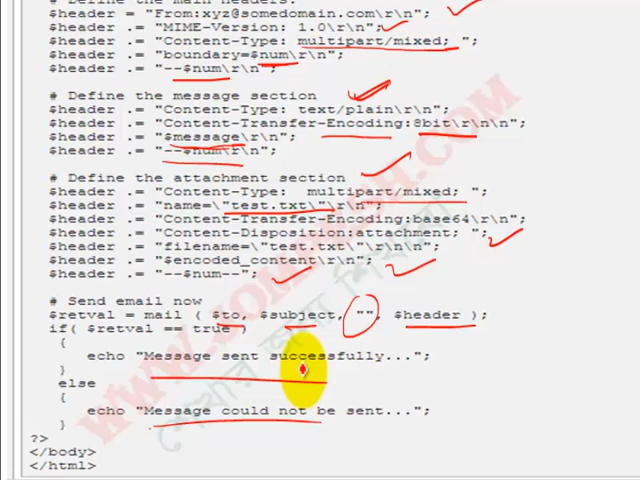 # Define the main headers.
$header = "From:xyz@somedomain.com\r\n";
$header .= "MIME-Version: 1.0\r\n";
$header .= "Content-Type: multipart/mixed; ";
$header .= "boundary=$num\r\n";
$header .= "--$num\r\n";
# Define the message section
$header .= "Content-Type: text/plain\r\n";
$header .= "Content-Transfer-Encoding:8bit\r\n\n";
$header .= "$message\r\n";
$header .= "--$num\r\n";
# Define the attachment section
$header .= "Content-Type:  multipart/mixed; ";
$header .= "name=\"test.txt\"\r\n";
$header .= "Content-Transfer-Encoding:base64\r\n";
$header .= "Content-Disposition:attachment; ";
$header .= "filename=\"test.txt\"\r\n\n";
$header .= "$encoded_content\r\n";
$header .= "--$num--";
# Send email now
$retval = mail ( $to, $subject, "", $header );
if( $retval == true )
{
echo "Message sent successfully...";
}
else
{
echo "Message could not be sent...";
}
?>
</body>
</html>